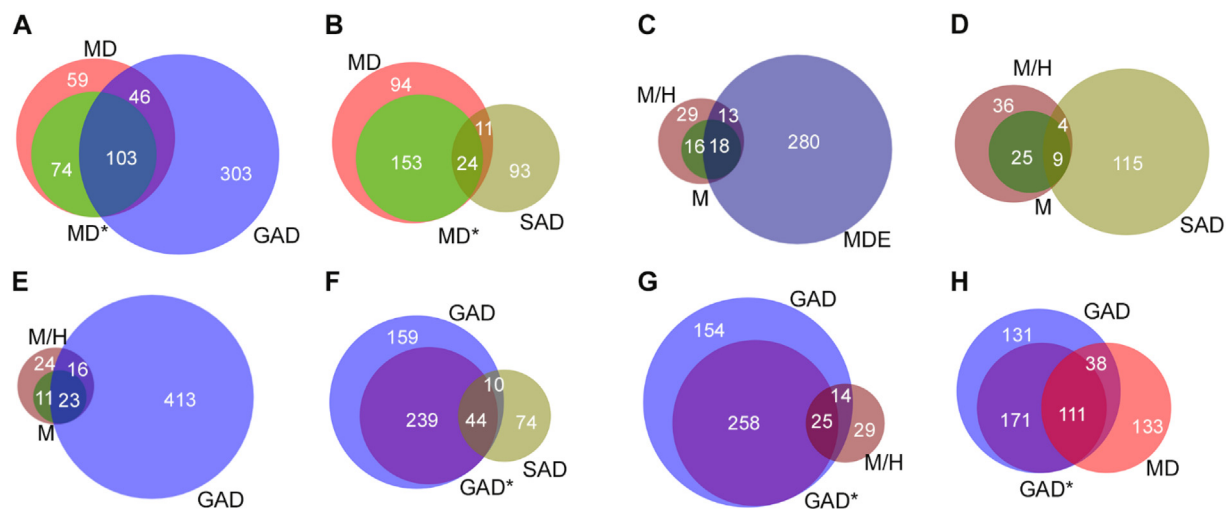 A
MD
59
46
74
103
303
MD*
GAD
B
MD
94
11
153
24
93
MD*
SAD
C
M/H
29
13
16
18
280
M
MDE
D
M/H
36
4
25
9
115
M
SAD
E
M/H
24
16
11
23
413
M
GAD
F
GAD
159
10
239
44
74
SAD
GAD*
G
GAD
154
14
258
25
29
M/H
GAD*
H
GAD
131
38
171
111
133
MD
GAD*